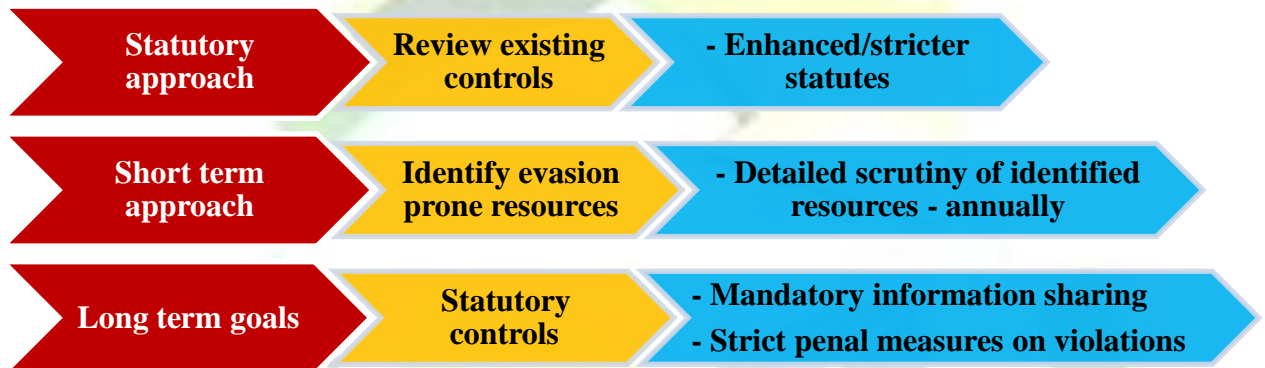 Statutory
approach
Review existing
controls
- Enhanced/stricter
statutes
Short term
approach
Identify evasion
prone resources
- Detailed scrutiny of identified
resources - annually
Long term goals
Statutory
controls
- Mandatory information sharing
- Strict penal measures on violations